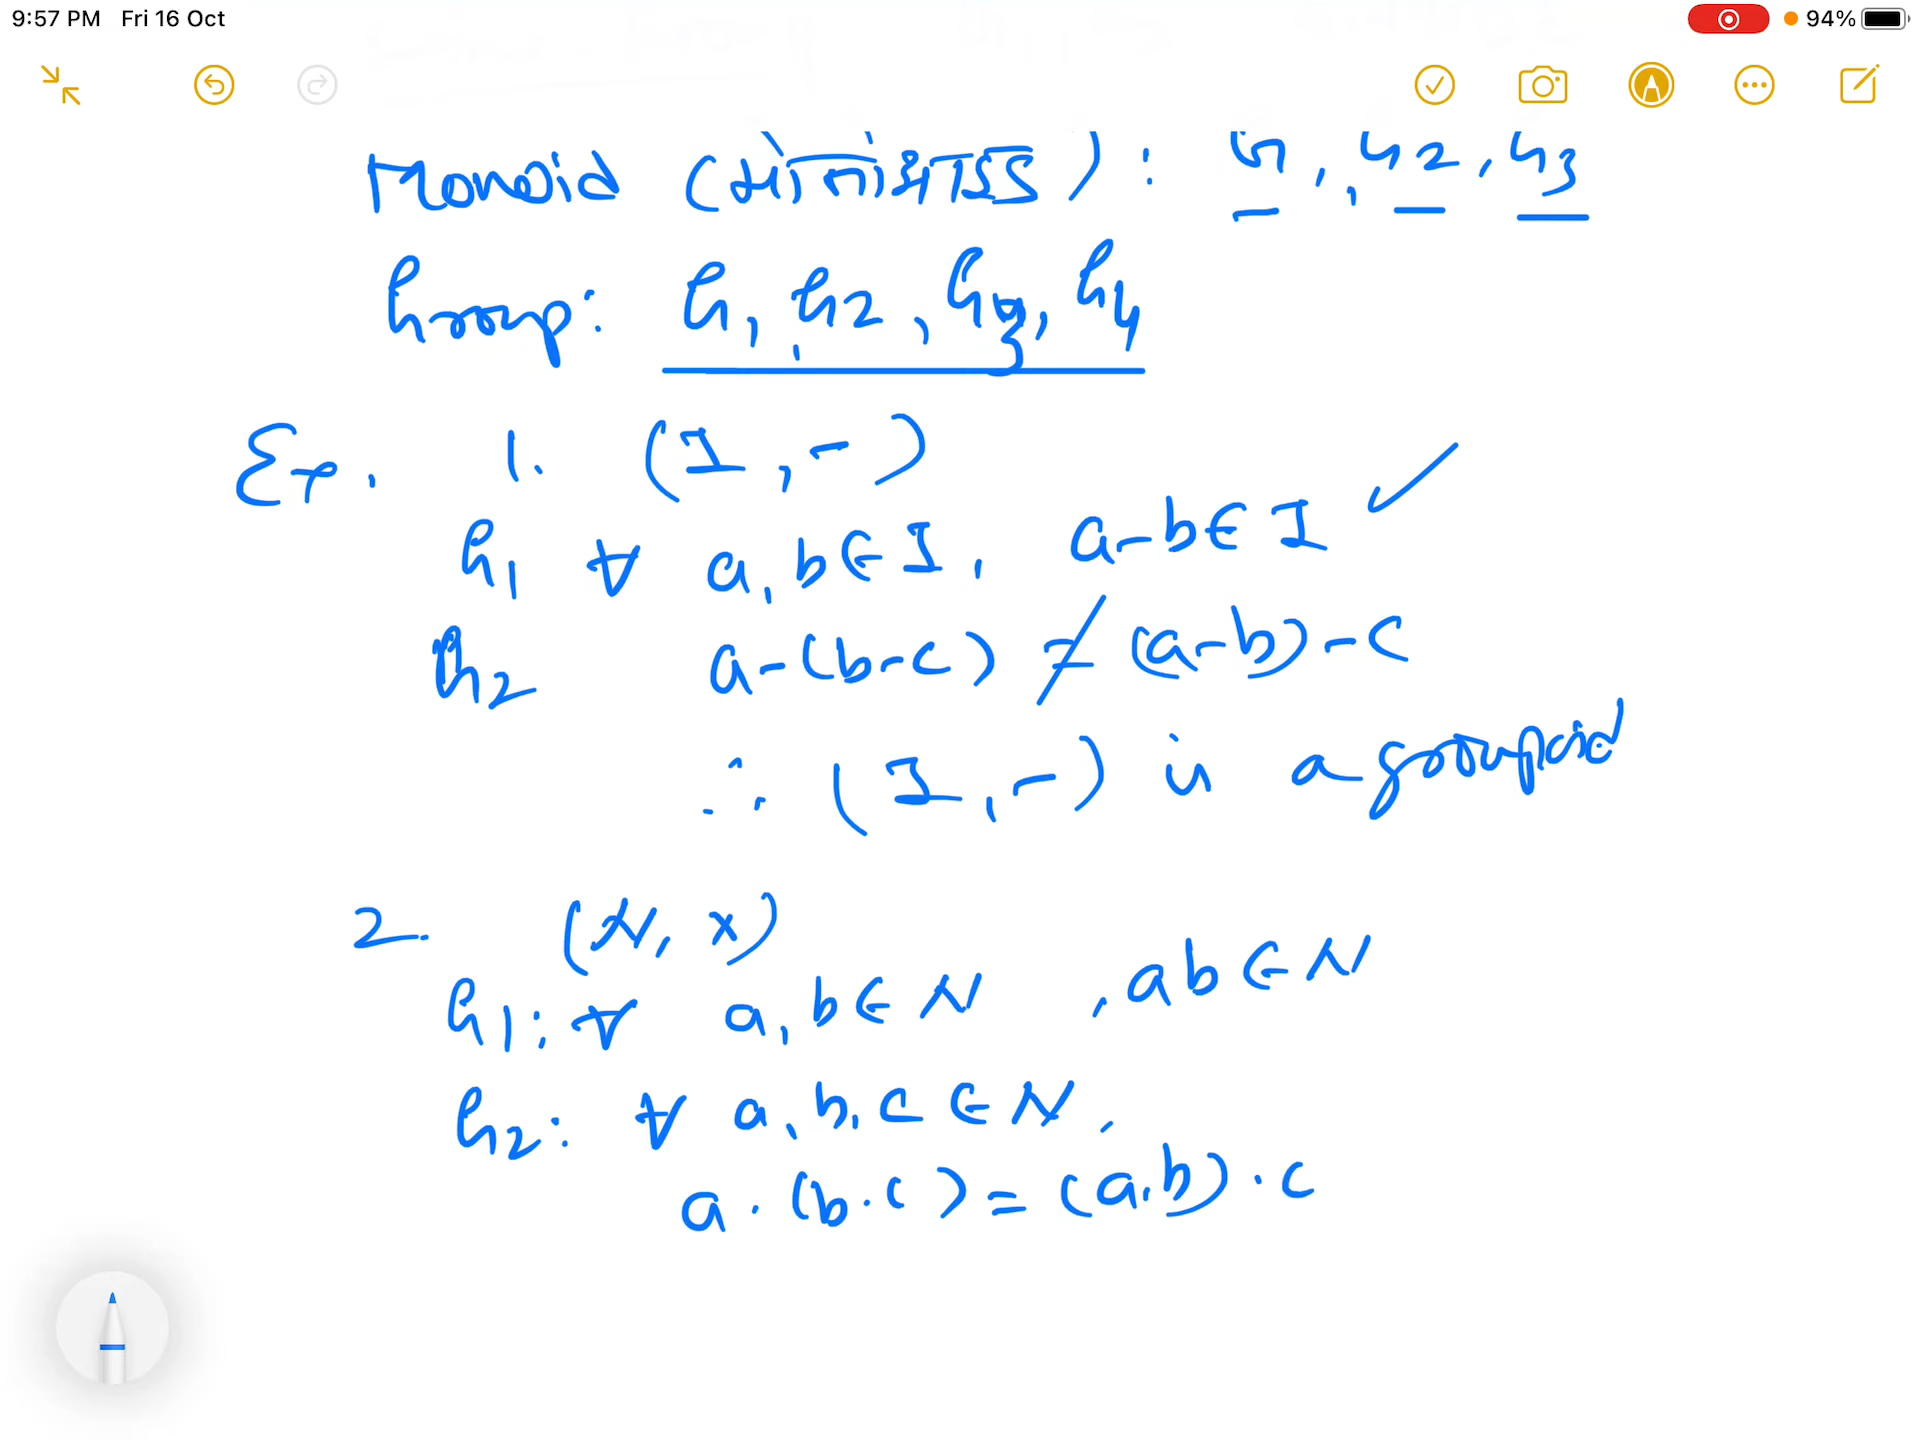 9:57 PM Fri 16 Oct 94%
Monoid (मोनोइड) : G1, G2, G3
Group: G1, G2, G3, G4
Ex. 1. (I, -)
G1 ∀ a, b ∈ I, a-b ∈ I ✓
G2 a-(b-c) ≠ (a-b)-c
∴ (I, -) is a groupoid
2. (N, x)
G1: ∀ a, b ∈ N , ab ∈ N
G2: ∀ a, b, c ∈ N,
a · (b·c) = (a·b) · c